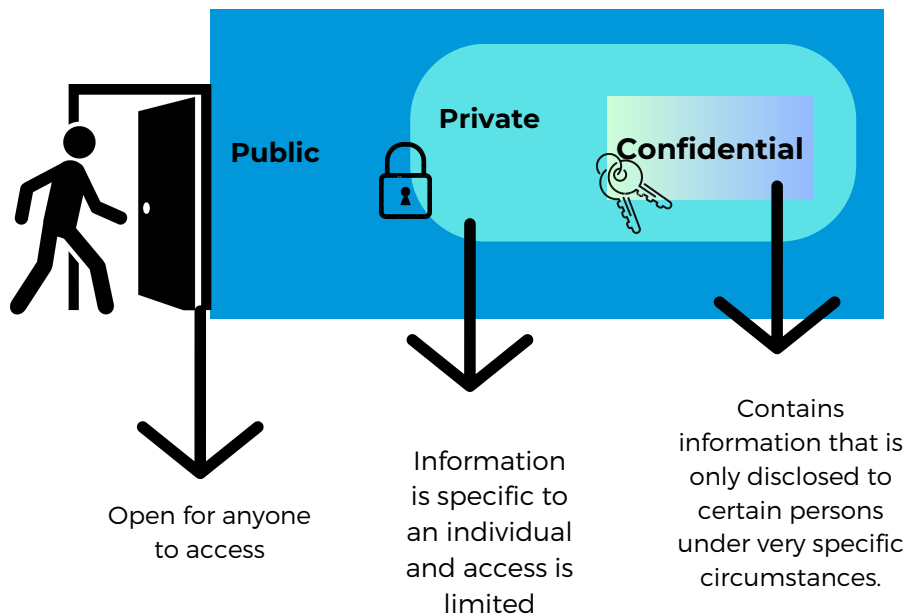 Public
Private
Confidential
Open for anyone
to access
Information
is specific to
an individual
and access is
limited
Contains
information that is
only disclosed to
certain persons
under very specific
circumstances.